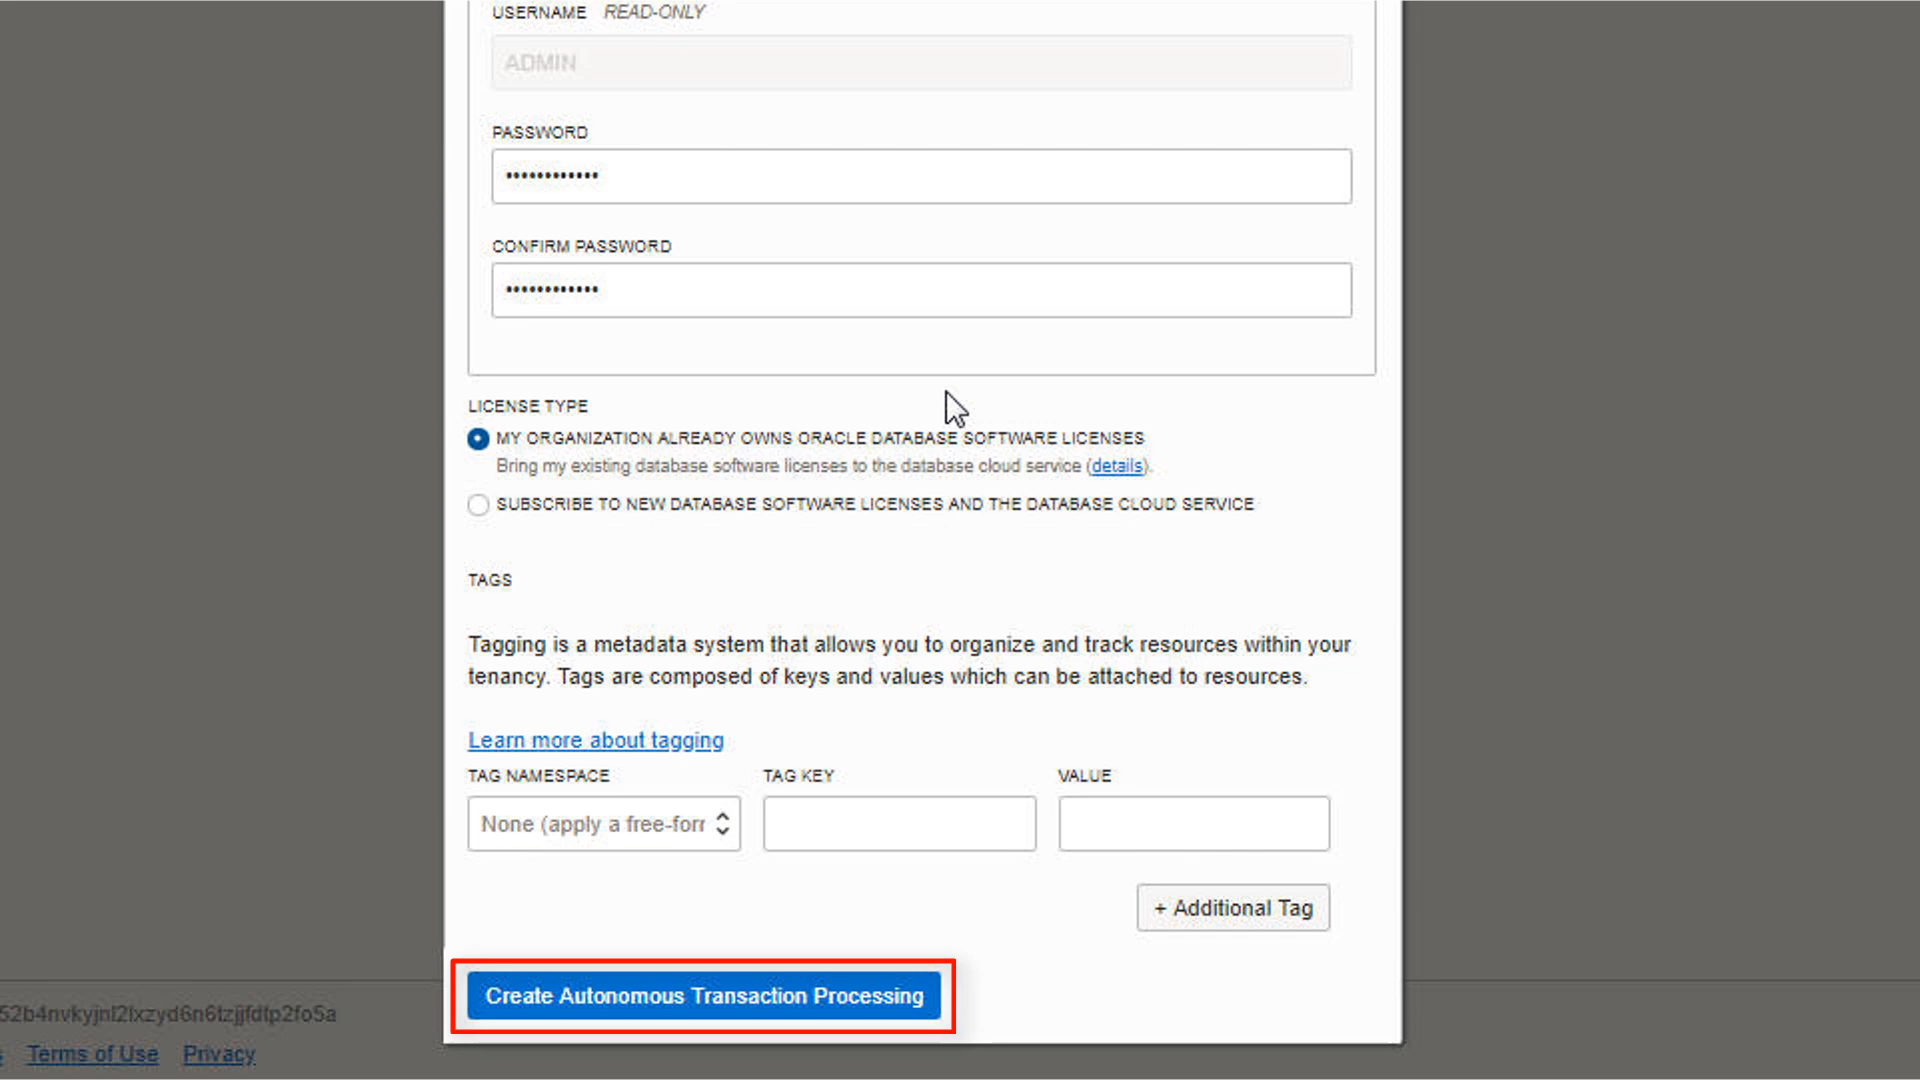 USERNAME READ-ONLY
ADMIN
PASSWORD
••••••••••••
CONFIRM PASSWORD
••••••••••••
LICENSE TYPE
MY ORGANIZATION ALREADY OWNS ORACLE DATABASE SOFTWARE LICENSES
Bring my existing database software licenses to the database cloud service (details).
SUBSCRIBE TO NEW DATABASE SOFTWARE LICENSES AND THE DATABASE CLOUD SERVICE
TAGS
Tagging is a metadata system that allows you to organize and track resources within your
tenancy. Tags are composed of keys and values which can be attached to resources.
Learn more about tagging
TAG NAMESPACE TAG KEY VALUE
None (apply a free-forr
+ Additional Tag
Create Autonomous Transaction Processing
Terms of Use Privacy